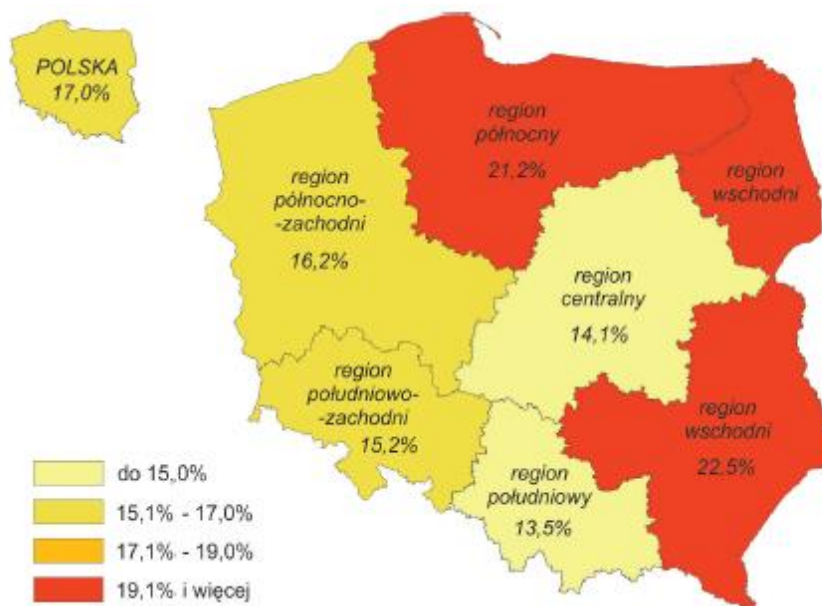 POLSKA
17,0%
region
północny
21,2%
region
wschodni
region
północno-
-zachodni
16,2%
region
centralny
14,1%
region
południowo-
-zachodni
15,2%
region
wschodni
22,5%
region
południowy
13,5%
do 15,0%
15,1% - 17,0%
17,1% - 19,0%
19,1% i więcej